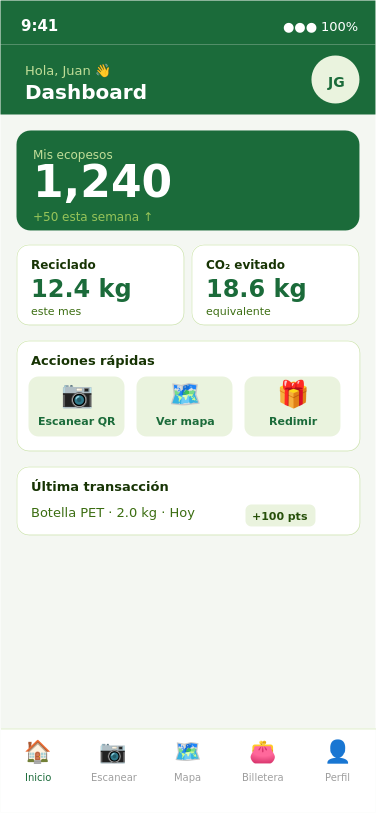 9:41
●●● 100%
Hola, Juan 👋
Dashboard
JG
Mis ecopesos
1,240
+50 esta semana ↑
Reciclado
12.4 kg
este mes
CO₂ evitado
18.6 kg
equivalente
Acciones rápidas
Escanear QR
Ver mapa
Redimir
Última transacción
Botella PET · 2.0 kg · Hoy
+100 pts
Inicio
Escanear
Mapa
Billetera
Perfil